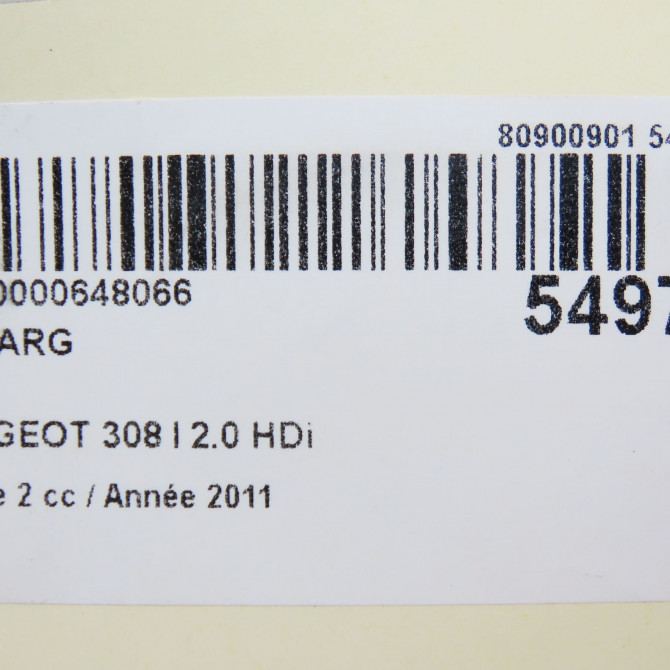 80900901 54
0000648066
5497
ARG
GEOT 308 I 2.0 HDi
e 2 cc / Année 2011